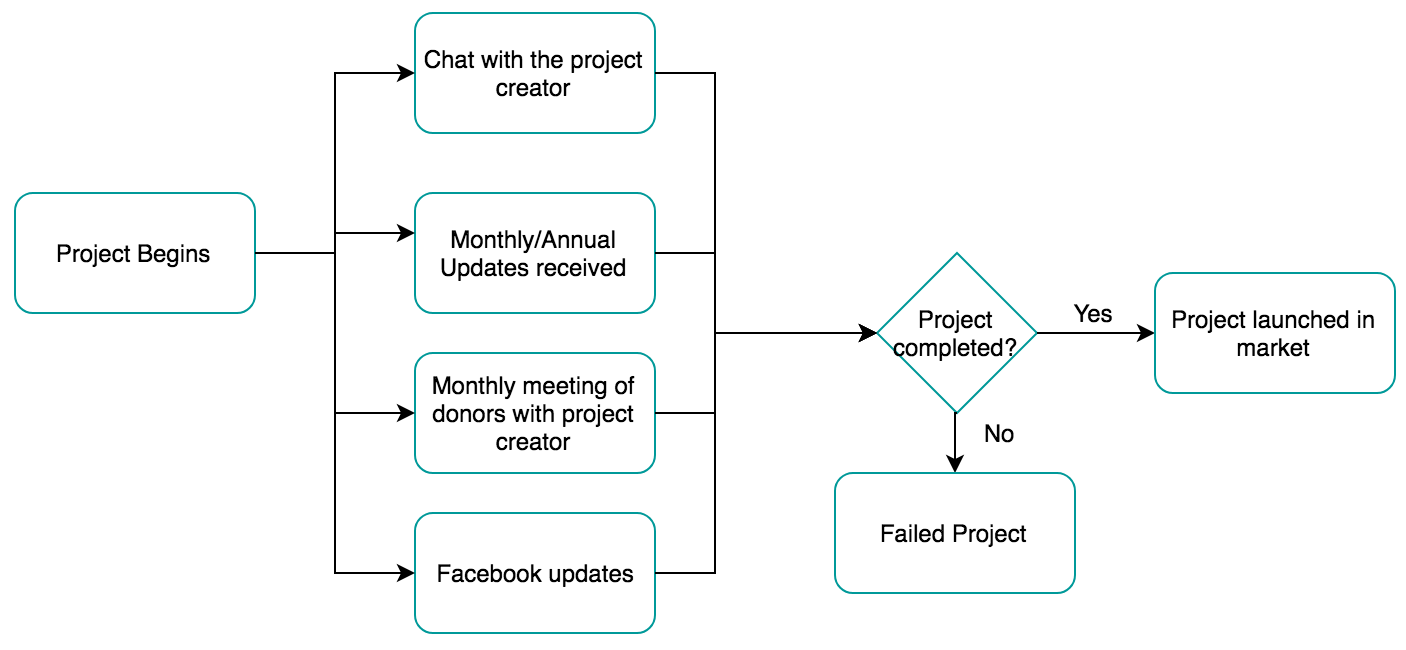 Chat with the project
creator
Project Begins
Monthly/Annual
Updates received
Monthly meeting of
donors with project
creator
Facebook updates
Project
completed?
Yes
No
Project launched in
market
Failed Project